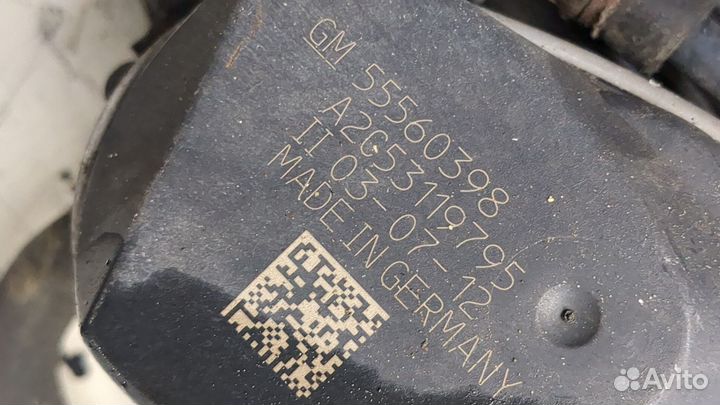 GM 55560398
A2C53119795
II 03-07-12
MADE IN GERMANY
Avito